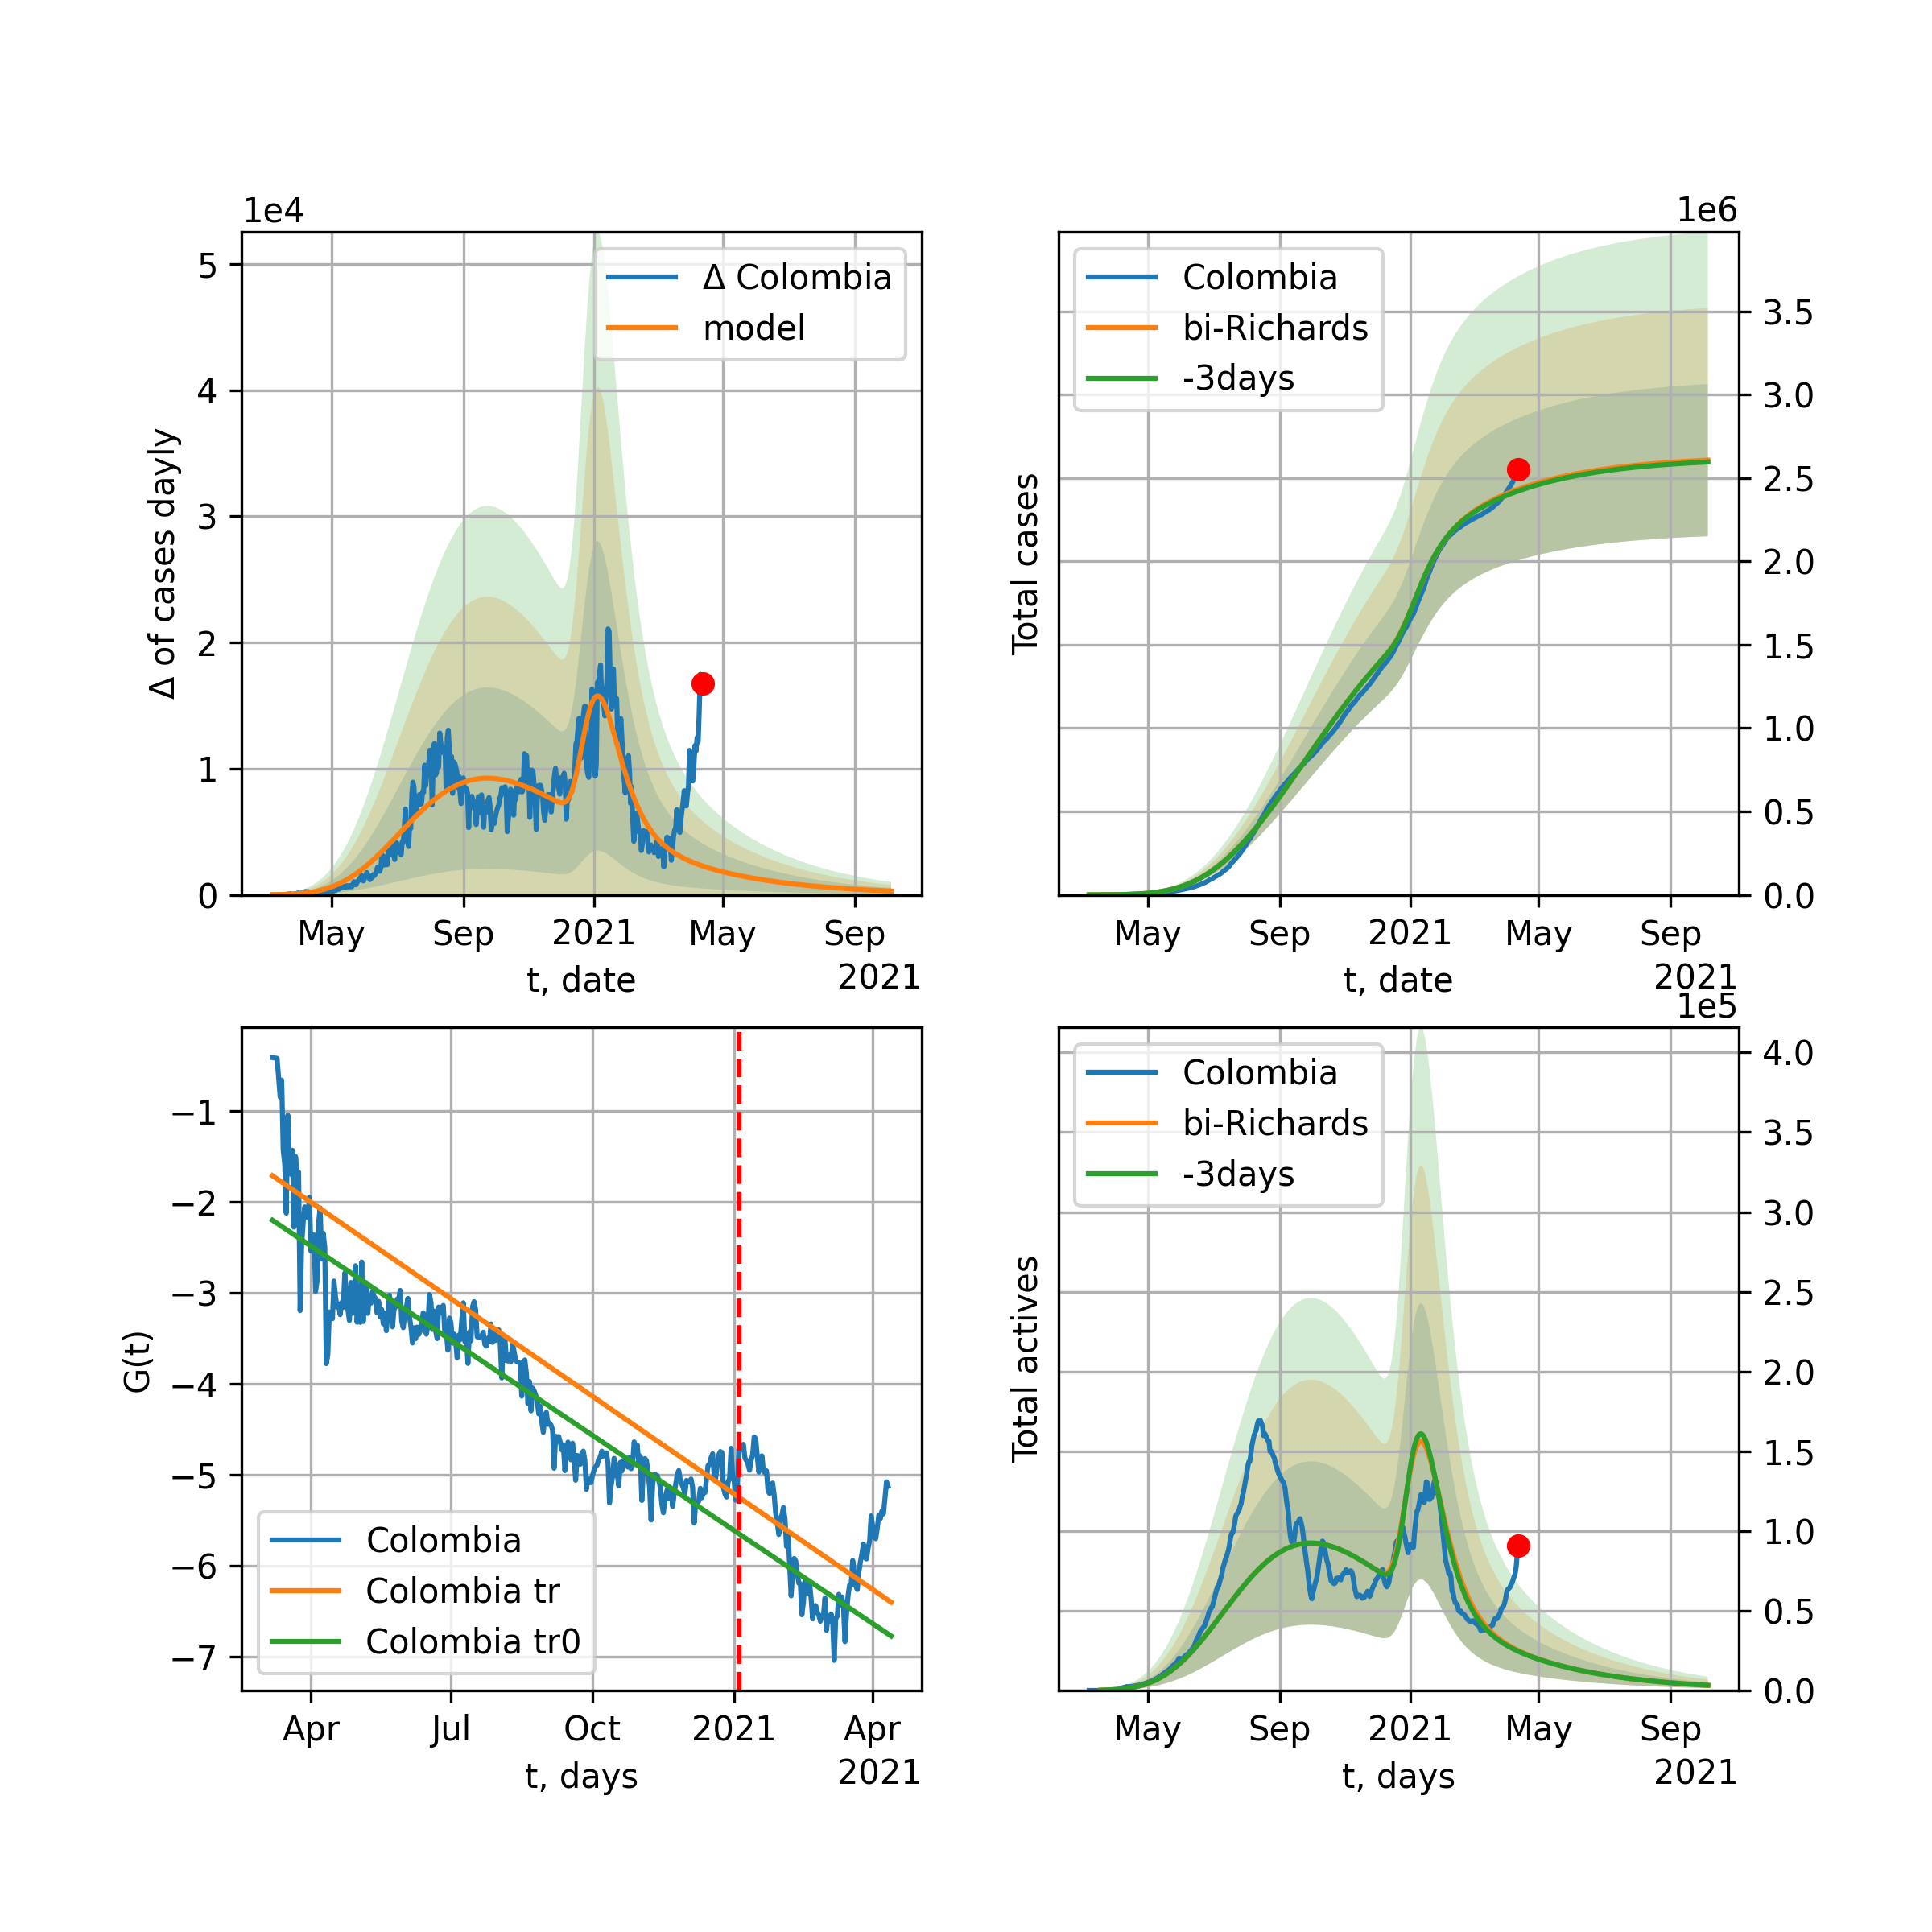 1e4
5
4
3
2
1
0
Δ of cases dayly
Δ Colombia
model
May Sep 2021 May Sep
t, date
2021
1e6
Colombia
bi-Richards
-3days
Total cases
3.5
3.0
2.5
2.0
1.5
1.0
0.5
0.0
May Sep 2021 May Sep
t, date
2021
−1
−2
−3
−4
−5
−6
−7
G(t)
Colombia
Colombia tr
Colombia tr0
Apr Jul Oct 2021 Apr
t, days
2021
1e5
Colombia
bi-Richards
-3days
Total actives
4.0
3.5
3.0
2.5
2.0
1.5
1.0
0.5
0.0
May Sep 2021 May Sep
t, days
2021